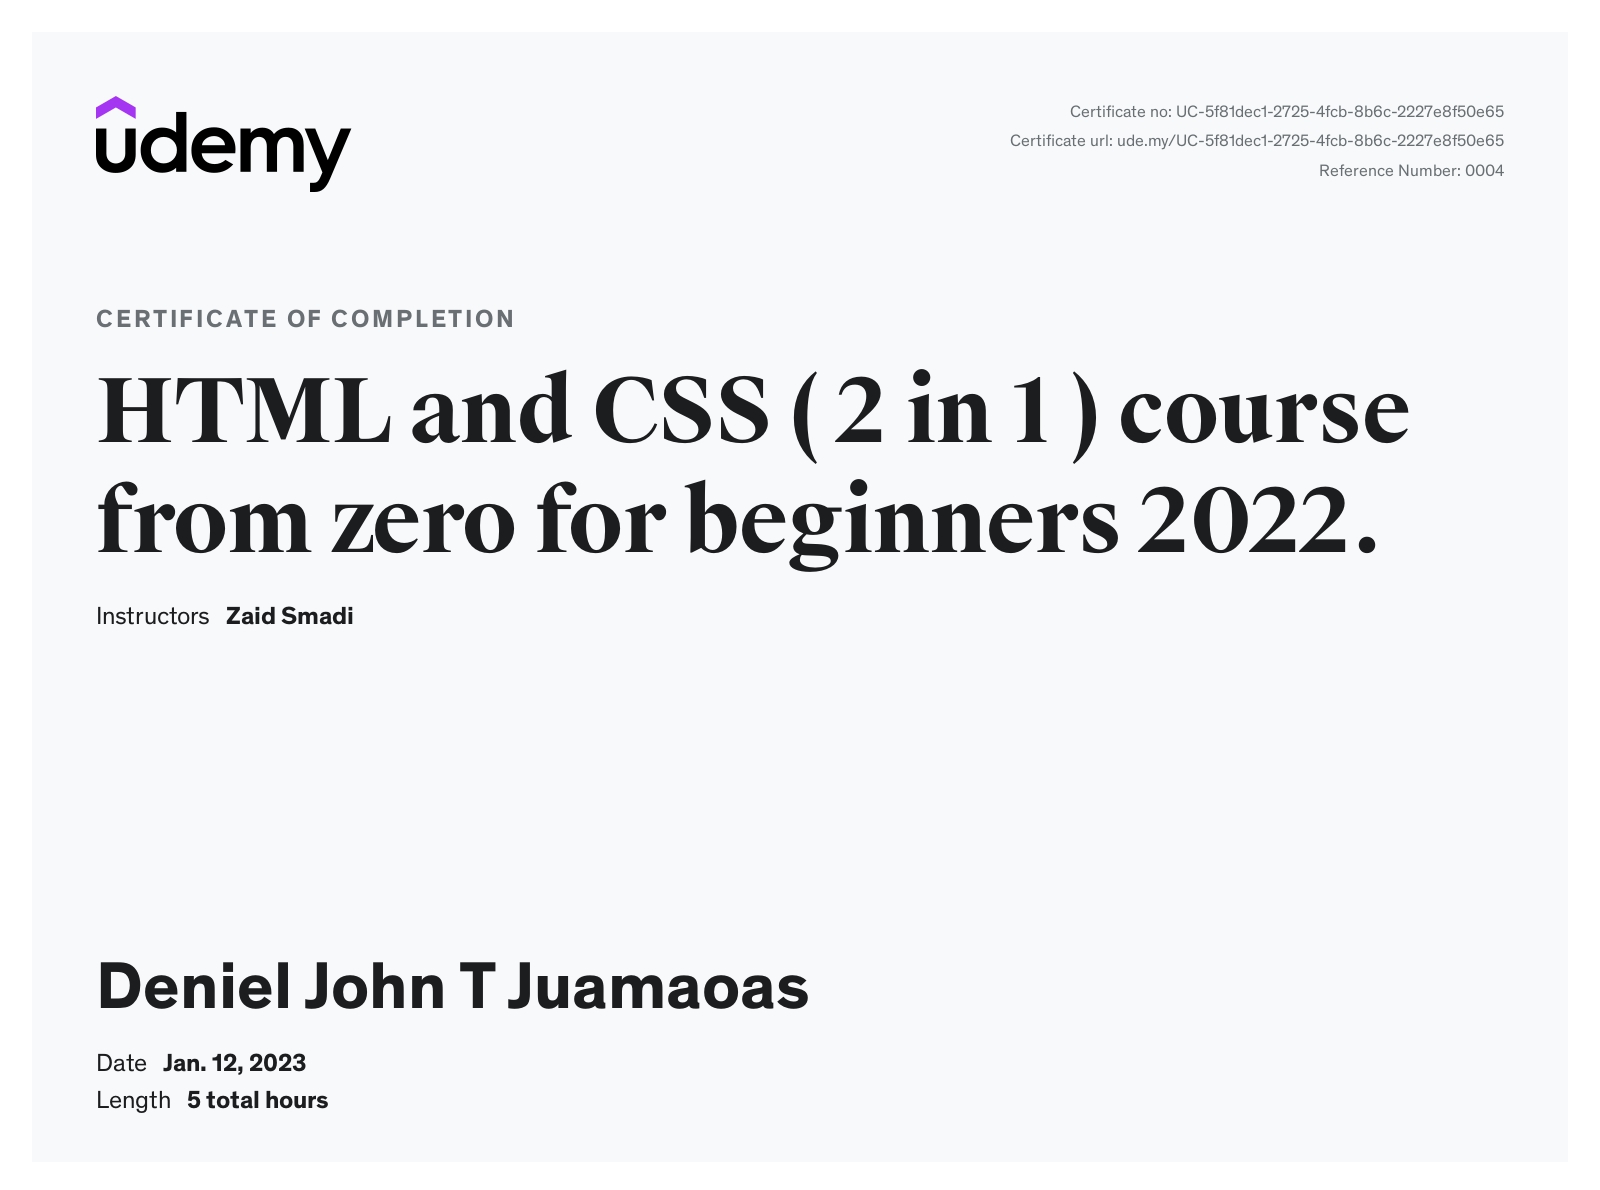 udemy
Certificate no: UC-5f81dec1-2725-4fcb-8b6c-2227e8f50e65
Certificate url: ude.my/UC-5f81dec1-2725-4fcb-8b6c-2227e8f50e65
Reference Number: 0004
CERTIFICATE OF COMPLETION
HTML and CSS ( 2 in 1 ) course
from zero for beginners 2022.
Instructors Zaid Smadi
Deniel John T Juamaoas
Date Jan. 12, 2023
Length 5 total hours